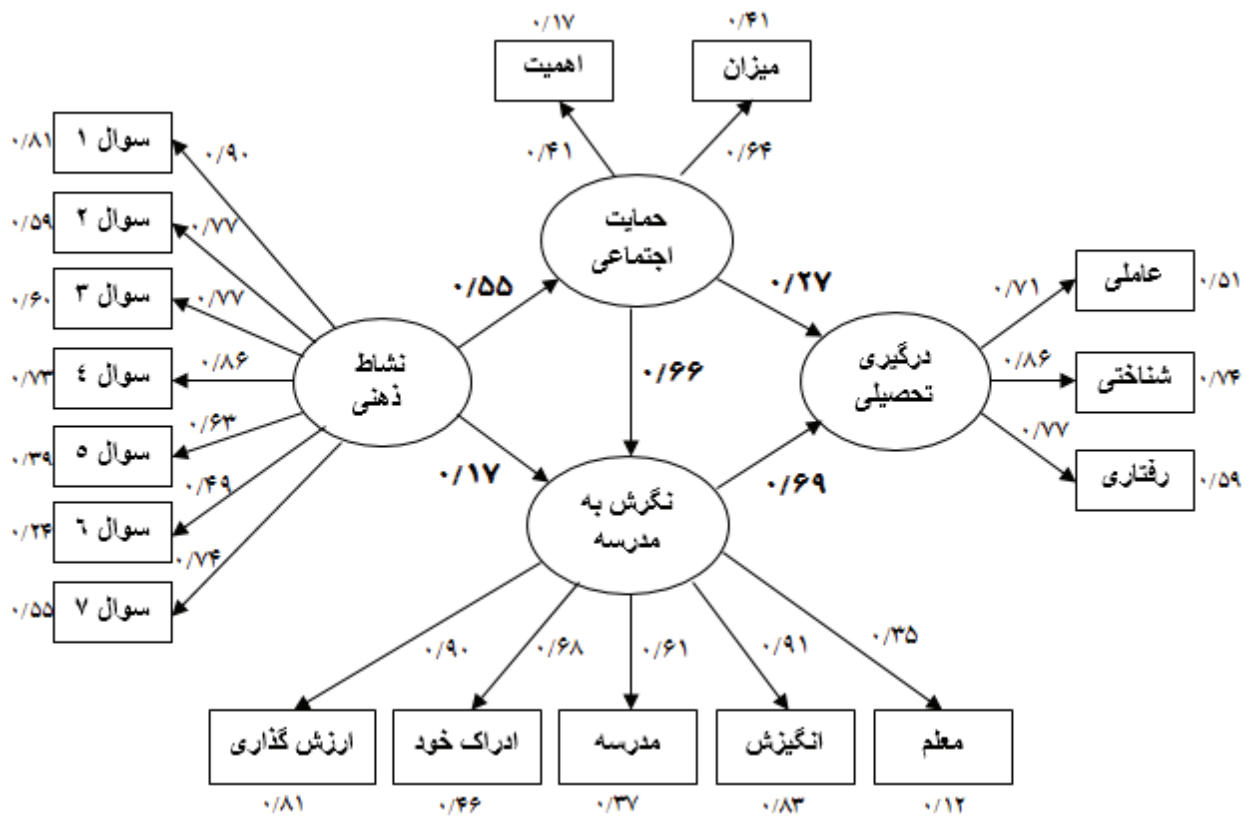 ۰/۱۷
۰/۴۱
اهمیت
میزان
۰/۴۱
۰/۶۴
۰/۸۱
سوال ۱
۰/۹۰
۰/۵۹
سوال ۲
۰/۷۷
۰/۶۰
سوال ۳
۰/۷۷
۰/۷۳
سوال ٤
۰/۸۶
۰/۳۹
سوال ٥
۰/۶۳
۰/۲۴
سوال ٦
۰/۴۹
۰/۵۵
سوال ۷
۰/۷۴
نشاط
ذهنی
حمایت
اجتماعی
۰/۵۵
۰/۲۷
۰/۶۶
۰/۱۷
۰/۶۹
درگیری
تحصیلی
نگرش به
مدرسه
۰/۷۱
عاملی
۰/۵۱
۰/۸۶
شناختی
۰/۷۴
۰/۷۷
رفتاری
۰/۵۹
۰/۹۰
۰/۶۸
۰/۶۱
۰/۹۱
۰/۳۵
ارزش گذاری
ادراک خود
مدرسه
انگیزش
معلم
۰/۸۱
۰/۴۶
۰/۳۷
۰/۸۳
۰/۱۲